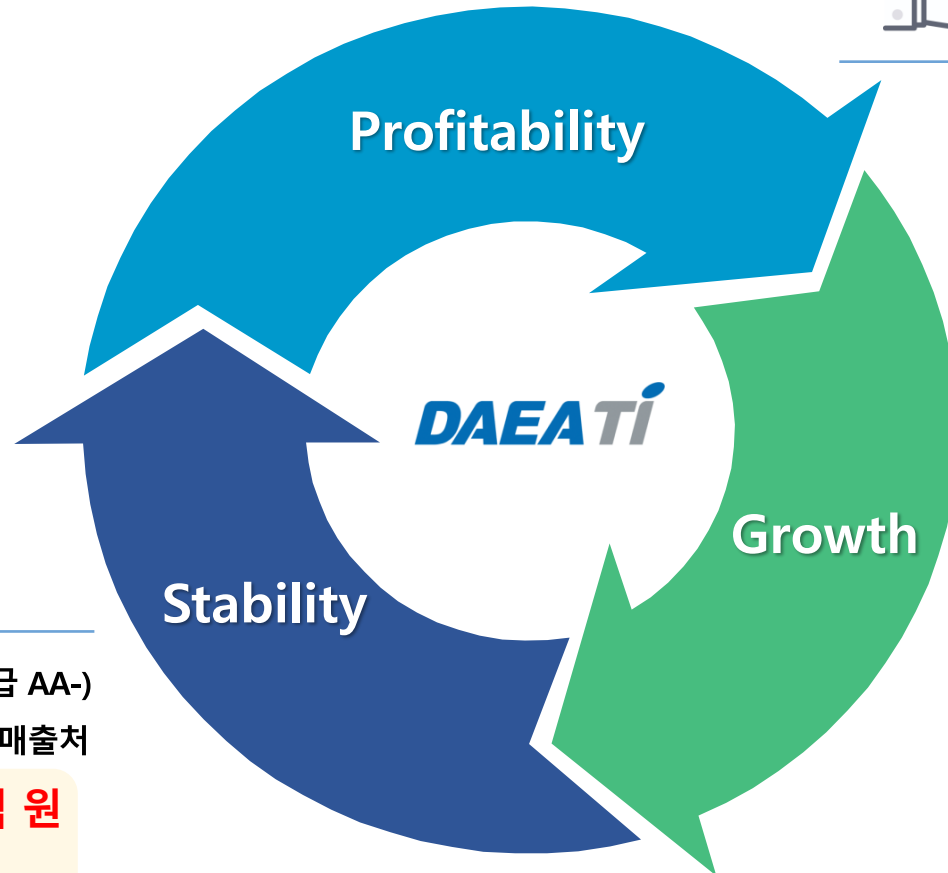 Profitability
DAEATi
Growth
Stability
급 AA-)
매출처
원